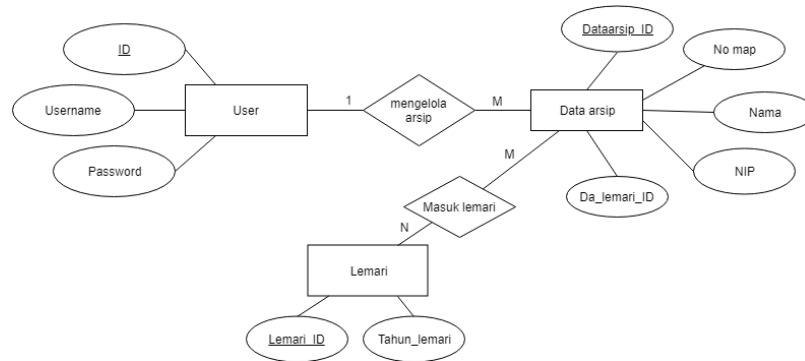 Dataarsip_ID
ID
No map
Username
User
1
mengelola
arsip
M
Data arsip
Nama
Password
M
NIP
Da_lemari_ID
Masuk lemari
N
Lemari
Lemari_ID
Tahun_lemari